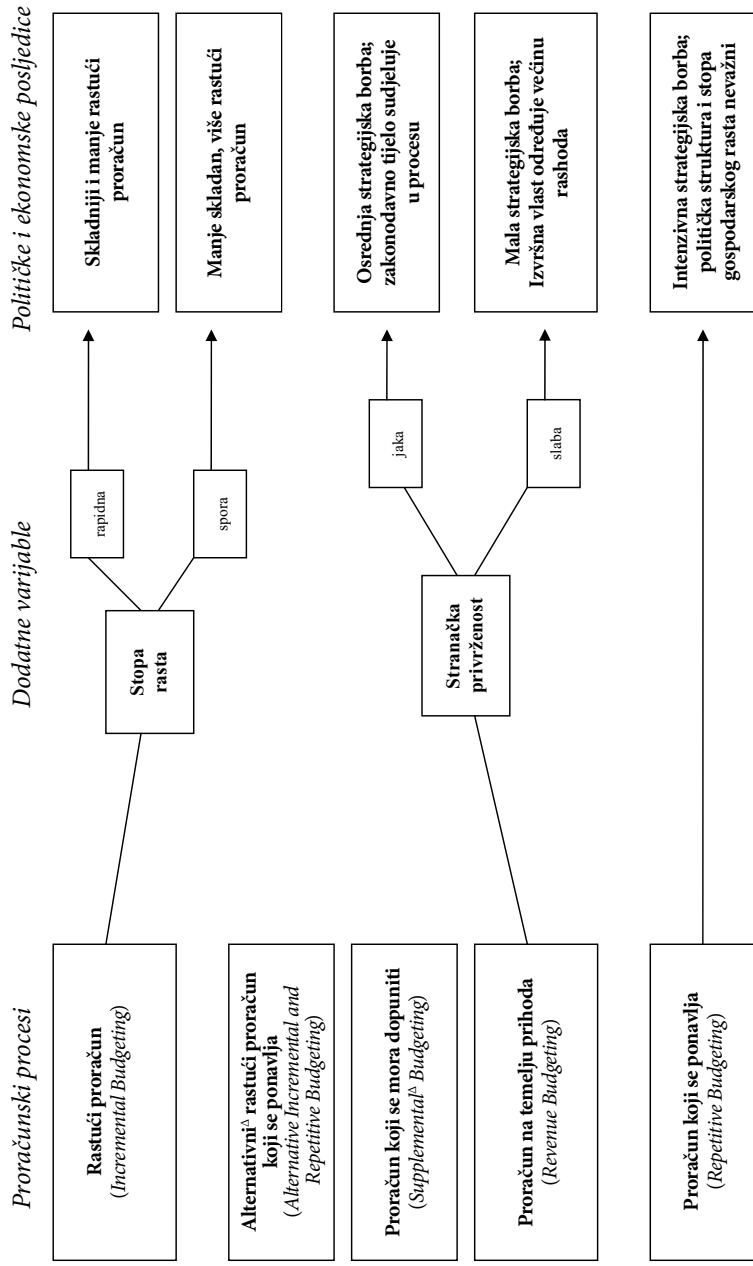 Proračunski procesi
Dodatne varijable
Političke i ekonomske posljedice
Rastući proračun
(Incremental Budgeting)
Stopa
rasta
rapidna
Skladniji i manje rastući
proračun
spora
Manje skladan, više rastući
proračun
AlternativniΔ rastući proračun
koji se ponavlja
(Alternative Incremental and
Repetitive Budgeting)
Proračun koji se mora dopuniti
(SupplementalΔ Budgeting)
Proračun na temelju prihoda
(Revenue Budgeting)
Stranačka
privrženost
jaka
Osrednja strategijska borba;
zakonodavno tijelo sudjeluje
u procesu
slaba
Mala strategijska borba;
Izvršna vlast određuje većinu
rashoda
Proračun koji se ponavlja
(Repetitive Budgeting)
Intenzivna strategijska borba;
politička struktura i stopa
gospodarskog rasta nevažni